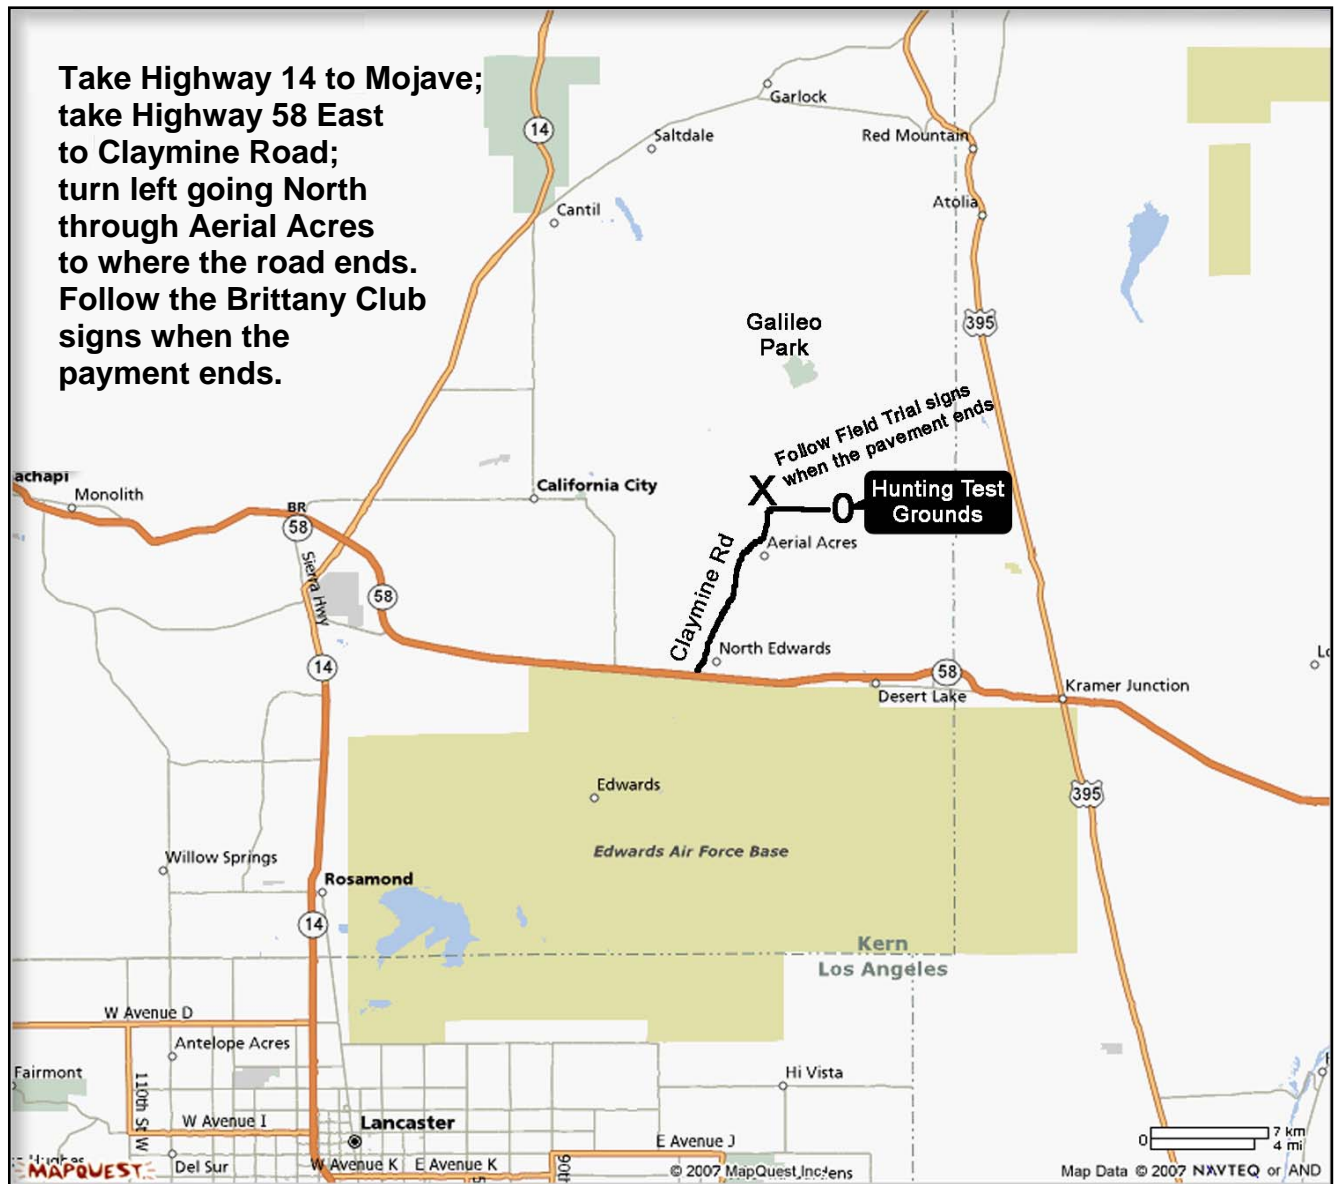 Take Highway 14 to Mojave;
take Highway 58 East
to Claymine Road;
turn left going North
through Aerial Acres
to where the road ends.
Follow the Brittany Club
signs when the
payment ends.
14
Garlock
Saltdale
Red Mountain
Atolia
Cantil
395
Galileo
Park
Follow Field Trial signs
when the pavement ends
achapi
Monolith
California City
X
O
Hunting Test
Grounds
BR
58
Aerial Acres
Claymine Rd
Sierra Hwy
58
North Edwards
14
58
Desert Lake
Kramer Junction
Edwards
395
Edwards Air Force Base
Willow Springs
Rosamond
14
Kern
Los Angeles
W Avenue D
Antelope Acres
Fairmont
110th St W
Hi Vista
W Avenue I
Lancaster
E Avenue J
0
7 km
4 mi
MAPQUEST
Del Sur
W Avenue K
E Avenue K
90th
© 2007 MapQuest Inc.
Map Data © 2007 NAVTEQ or AND